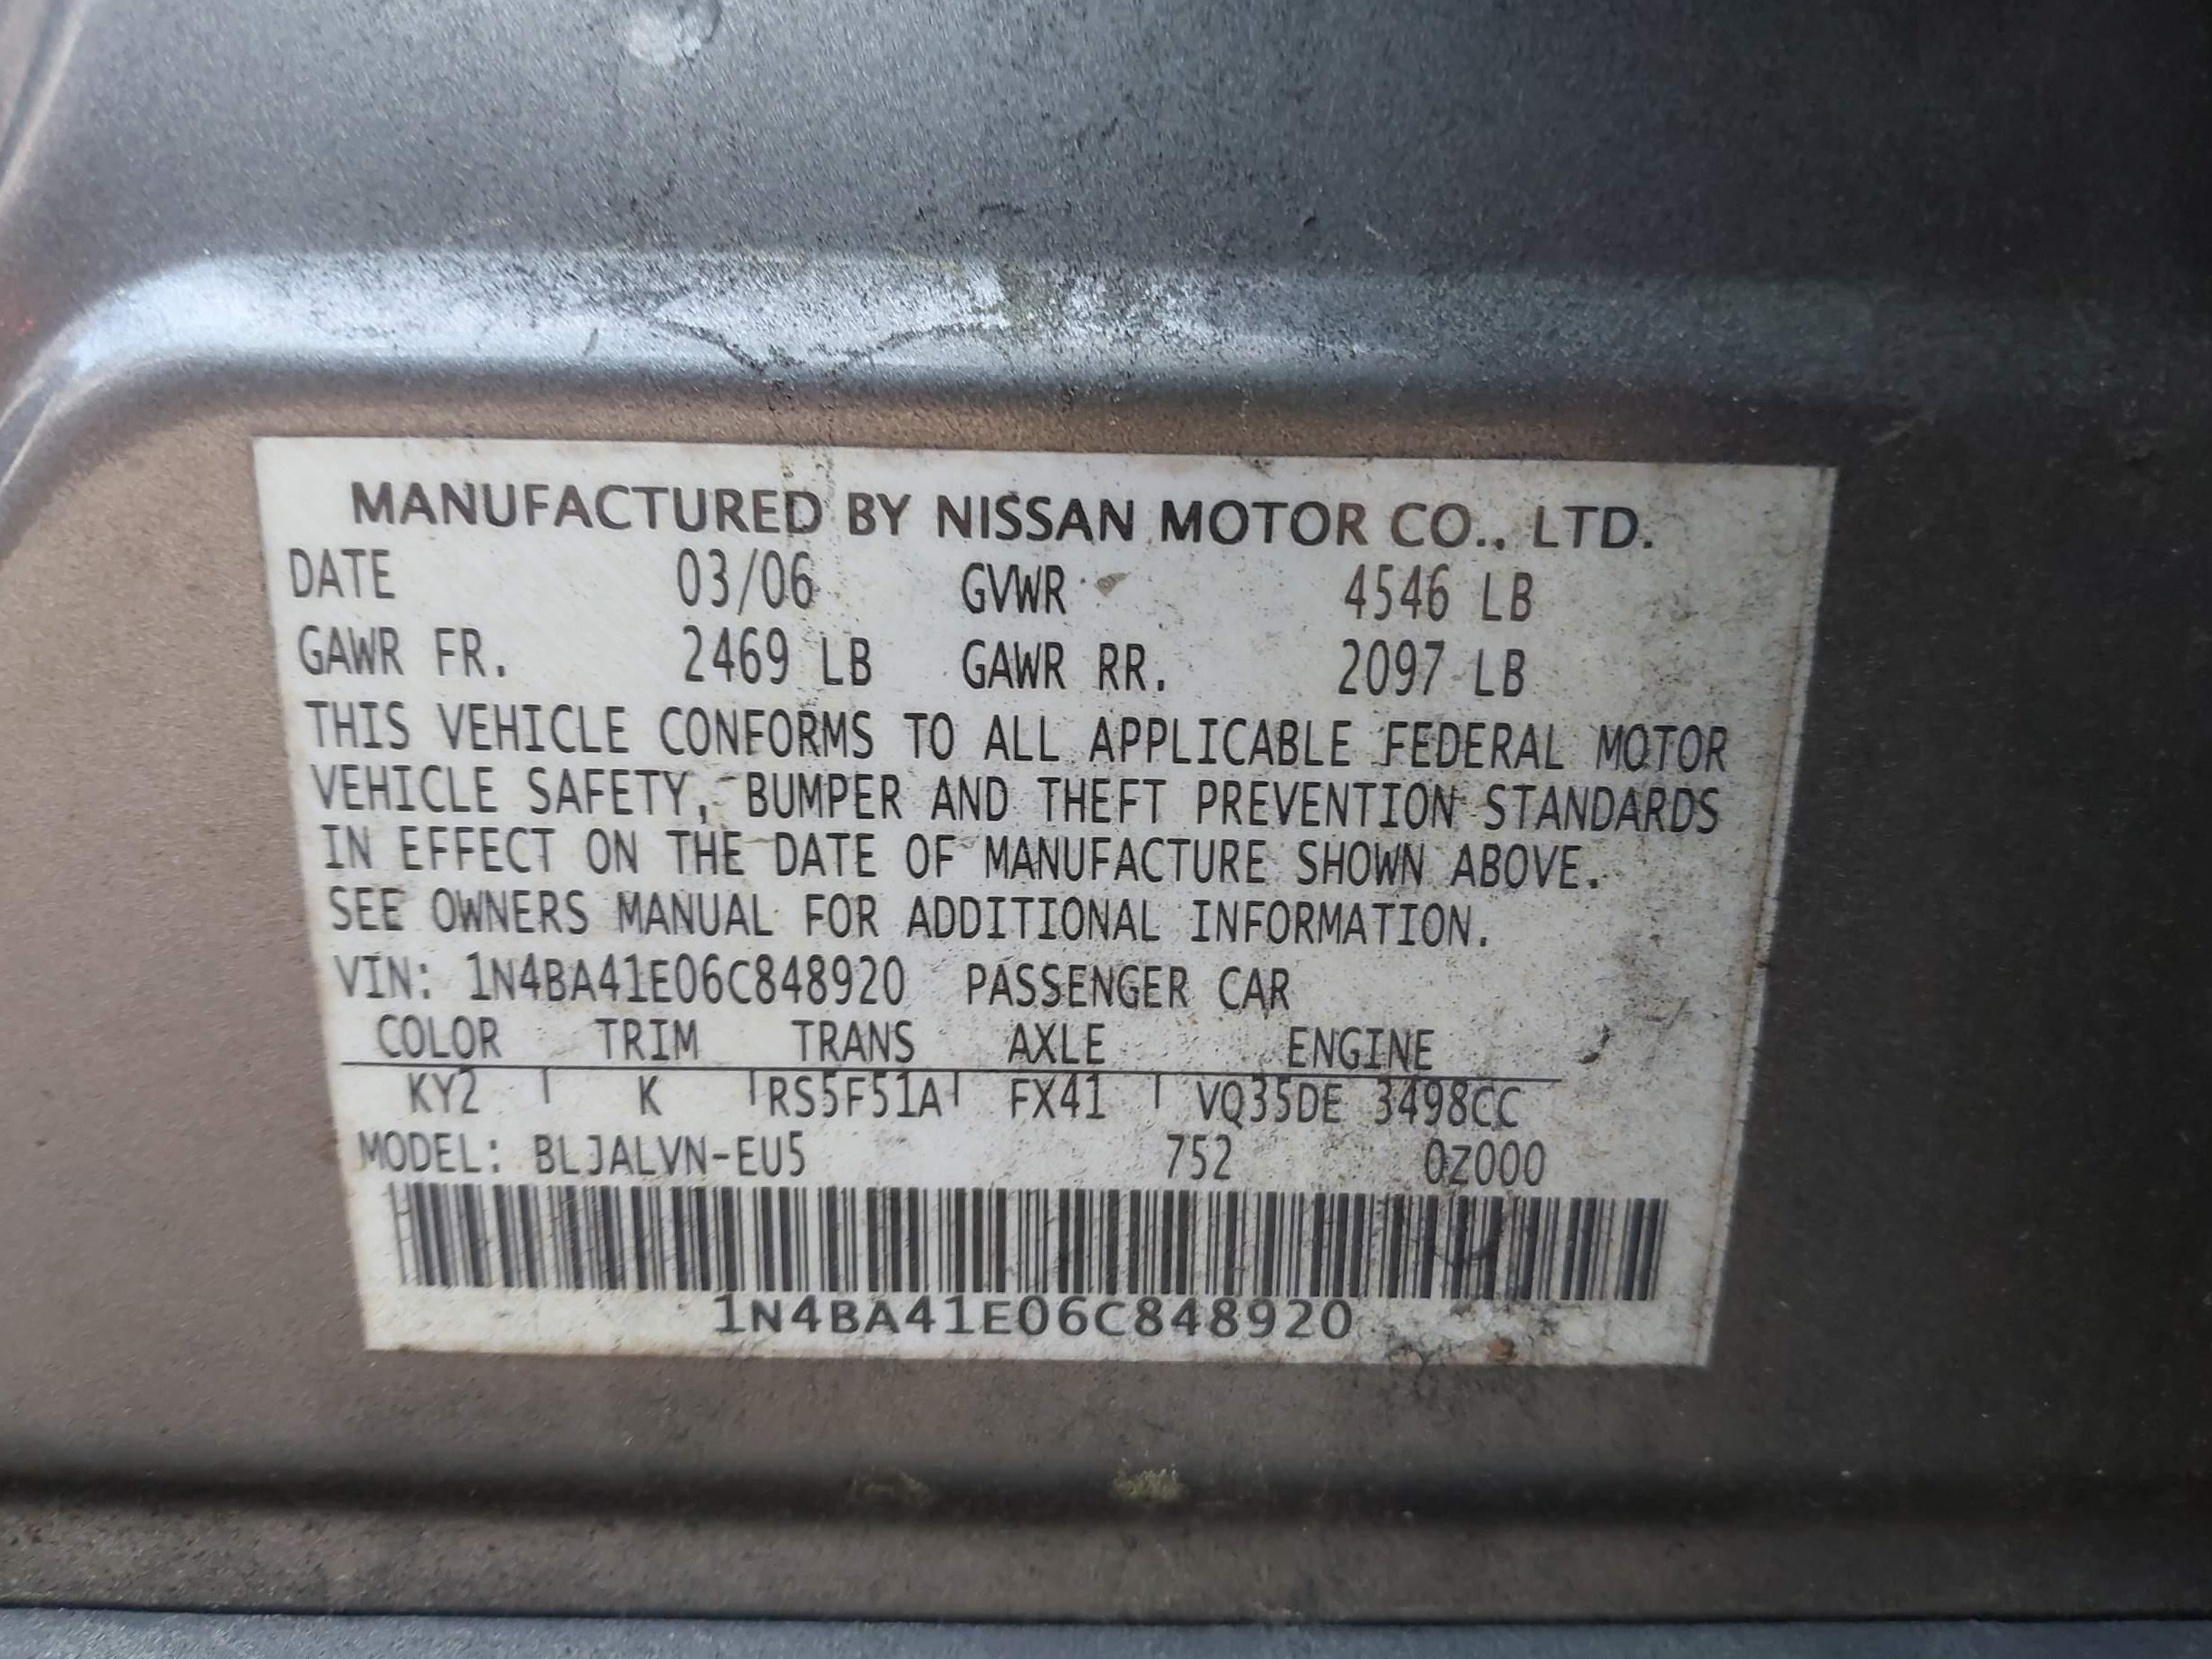 MANUFACTURED BY NISSAN MOTOR CO., LTD.
DATE 03/06 GVWR 4546 LB
GAWR FR. 2469 LB GAWR RR. 2097 LB
THIS VEHICLE CONFORMS TO ALL APPLICABLE FEDERAL MOTOR
VEHICLE SAFETY, BUMPER AND THEFT PREVENTION STANDARDS
IN EFFECT ON THE DATE OF MANUFACTURE SHOWN ABOVE.
SEE OWNERS MANUAL FOR ADDITIONAL INFORMATION.
VIN: 1N4BA41E06C848920 PASSENGER CAR
COLOR TRIM TRANS AXLE ENGINE
KY2 K RS5F51A FX41 VQ35DE 3498CC
MODEL: BLJALVN-EU5 752 0Z000
1N4BA41E06C848920